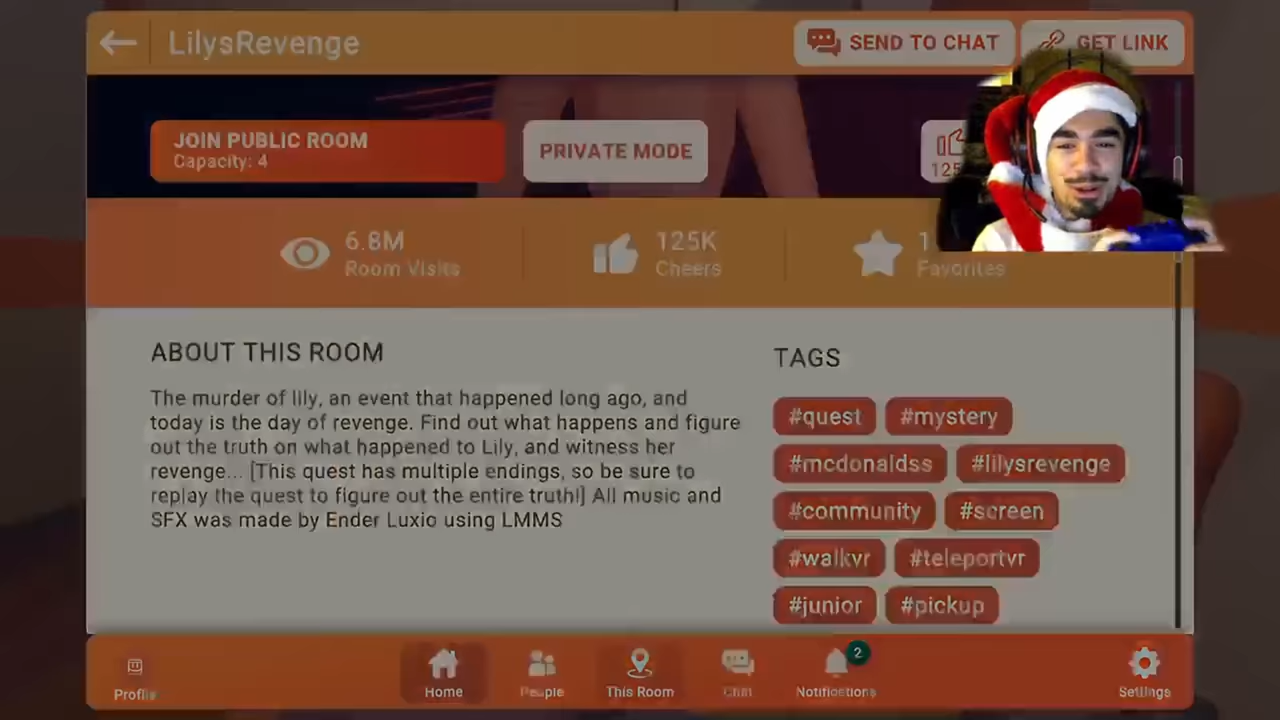 LilysRevenge
SEND TO CHAT
GET LINK
JOIN PUBLIC ROOM
Capacity: 4
PRIVATE MODE
6.8M
Room Visits
125K
Cheers
Favorites
ABOUT THIS ROOM
The murder of lily, an event that happened long ago, and
today is the day of revenge. Find out what happens and figure
out the truth on what happened to Lily, and witness her
revenge... [This quest has multiple endings, so be sure to
replay the quest to figure out the entire truth!] All music and
SFX was made by Ender Luxio using LMMS
TAGS
#quest #mystery
#mcdonaldss #lilysrevenge
#community #screen
#walkvr #teleportvr
#junior #pickup
Profile
Home
People
This Room
Chat
Notifications
2
Settings